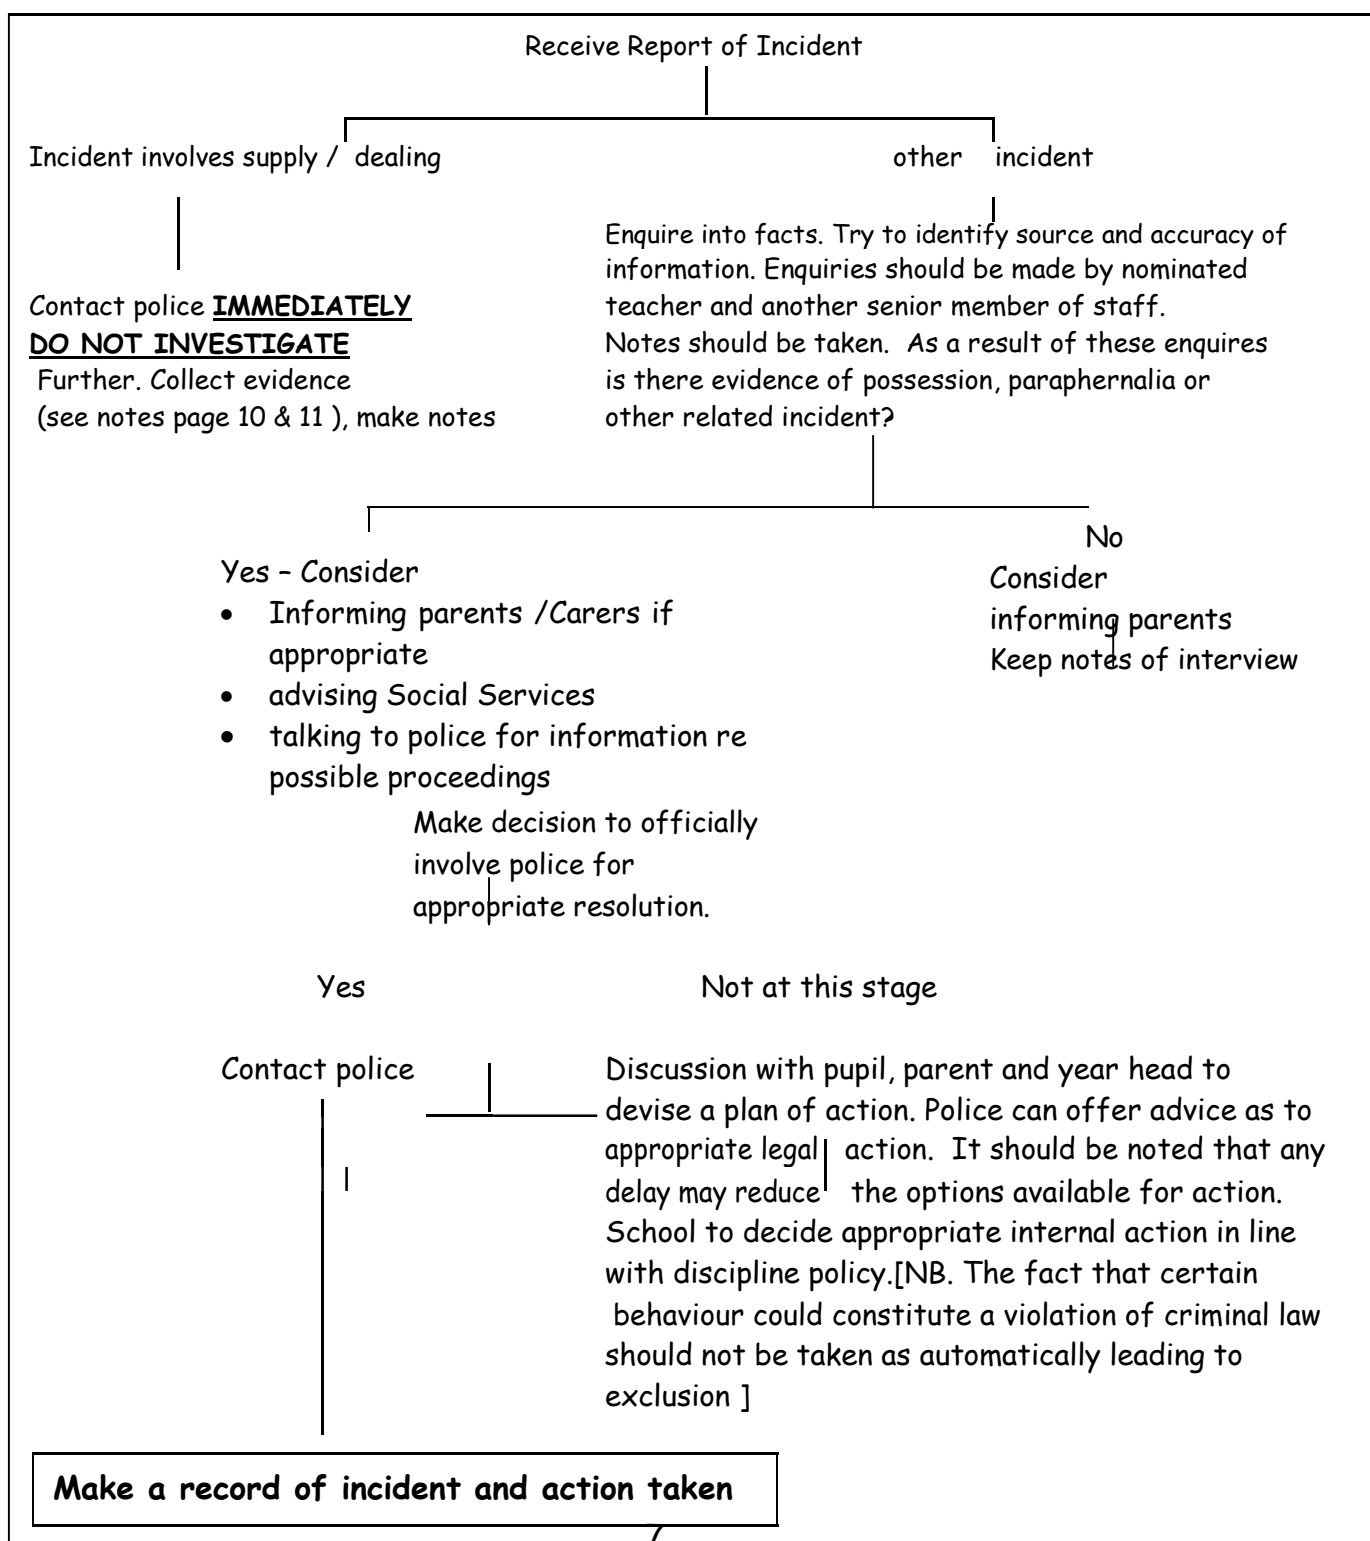 Receive Report of Incident
Incident involves supply / dealing
other incident
Contact police IMMEDIATELY
DO NOT INVESTIGATE
Further. Collect evidence
(see notes page 10 & 11 ), make notes
Enquire into facts. Try to identify source and accuracy of
information. Enquiries should be made by nominated
teacher and another senior member of staff.
Notes should be taken. As a result of these enquires
is there evidence of possession, paraphernalia or
other related incident?
Yes – Consider
• Informing parents /Carers if
appropriate
• advising Social Services
• talking to police for information re
possible proceedings
No
Consider
informing parents
Keep notes of interview
Make decision to officially
involve police for
appropriate resolution.
Yes
Not at this stage
Contact police
Discussion with pupil, parent and year head to
devise a plan of action. Police can offer advice as to
appropriate legal action. It should be noted that any
delay may reduce the options available for action.
School to decide appropriate internal action in line
with discipline policy.[NB. The fact that certain
behaviour could constitute a violation of criminal law
should not be taken as automatically leading to
exclusion ]
Make a record of incident and action taken